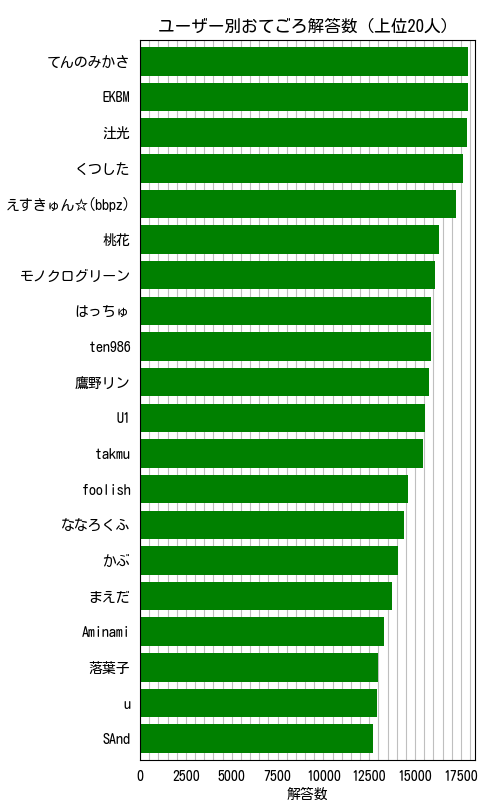 ユーザー別おてごろ解答数 (上位20人)
てんのみかさ
EKBM
汢光
くつした
えすきゅん☆(bbpz)
桃花
モノクログリーン
はっちゅ
ten986
鷹野リン
U1
takmu
foolish
ななろくふ
かぶ
まえだ
Aminami
落葉子
u
SAnd
0 2500 5000 7500 10000 12500 15000 17500
解答数